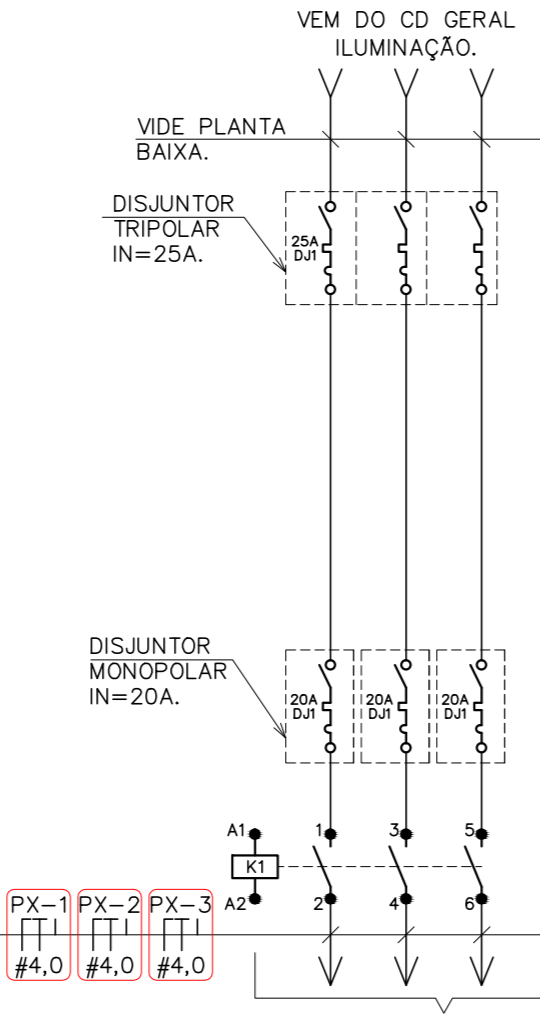 VEM DO CD GERAL
ILUMINAÇÃO.
VIDE PLANTA
BAIXA.
DISJUNTOR
TRIPOLAR
IN=25A.
25A
DJ1
DISJUNTOR
MONOPOLAR
IN=20A.
20A
DJ1
20A
DJ1
20A
DJ1
A1
1
3
5
K1
A2
2
4
6
PX-1
PX-2
PX-3
#4,0
#4,0
#4,0